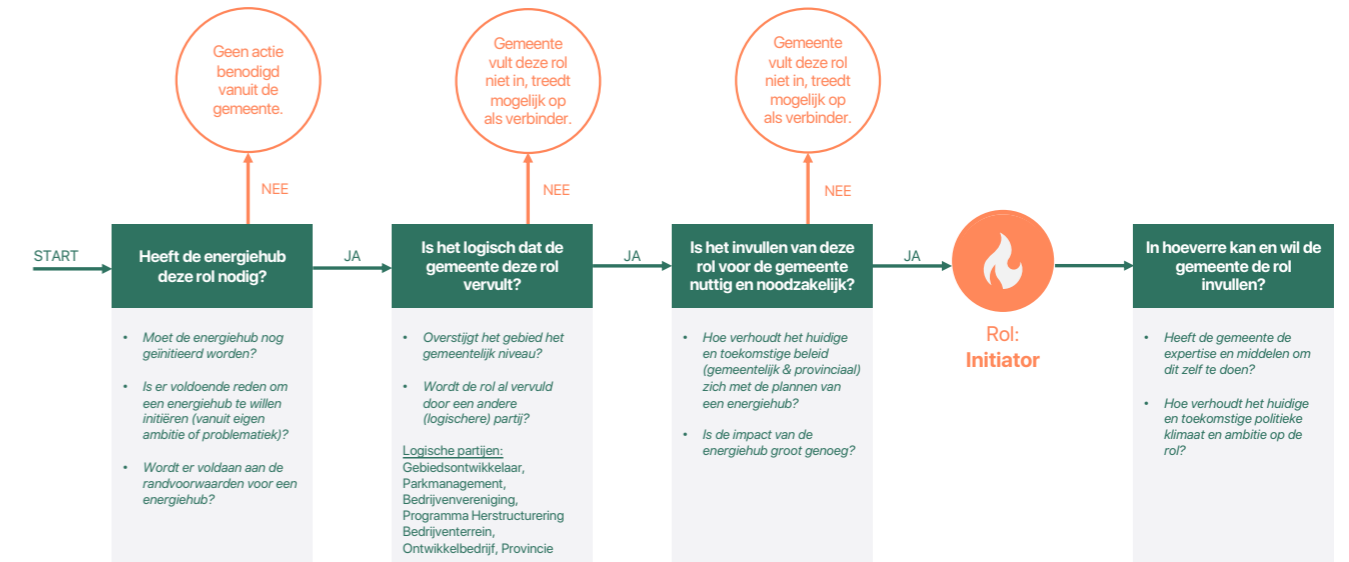 Geen actie
benodigd
vanuit de
gemeente.
Gemeente
vult deze rol
niet in, treedt
mogelijk op
als verbinder.
Gemeente
vult deze rol
niet in, treedt
mogelijk op
als verbinder.
NEE
NEE
NEE
START
Heeft de energiehub
deze rol nodig?
JA
Is het logisch dat de
gemeente deze rol
vervult?
JA
Is het invullen van deze
rol voor de gemeente
nuttig en noodzakelijk?
JA
Rol:
Initiator
In hoeverre kan en wil de
gemeente de rol
invullen?
• Moet de energiehub nog
geïnitieerd worden?
• Is er voldoende reden om
een energiehub te willen
initiëren (vanuit eigen
ambitie of problematiek)?
• Wordt er voldaan aan de
randvoorwaarden voor een
energiehub?
• Overstijgt het gebied het
gemeentelijk niveau?
• Wordt de rol al vervuld
door een andere
(logischere) partij?
Logische partijen:
Gebiedsontwikkelaar,
Parkmanagement,
Bedrijvenvereniging,
Programma Herstructurering
Bedrijventerrein,
Ontwikkelbedrijf, Provincie
• Hoe verhoudt het huidige
en toekomstige beleid
(gemeentelijk & provinciaal)
zich met de plannen van
een energiehub?
• Is de impact van de
energiehub groot genoeg?
• Heeft de gemeente de
expertise en middelen om
dit zelf te doen?
• Hoe verhoudt het huidige
en toekomstige politieke
klimaat en ambitie op de
rol?